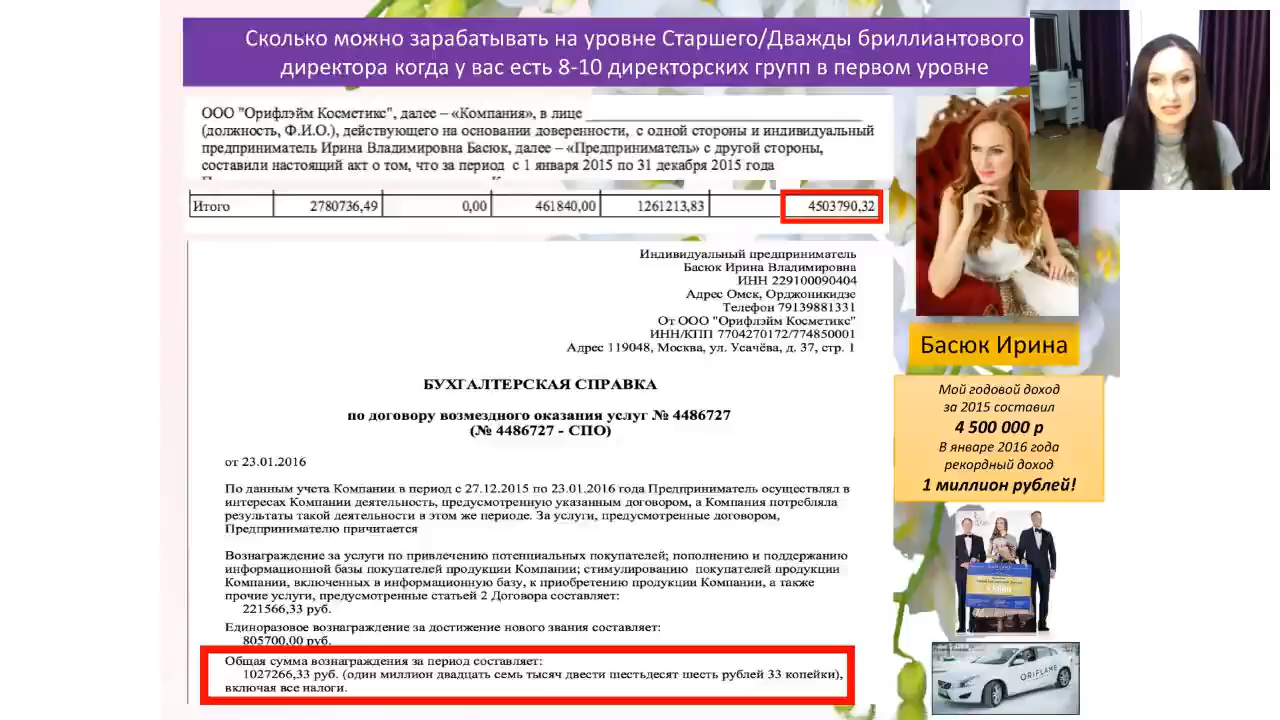 Сколько можно зарабатывать на уровне Старшего/Дважды бриллиантового
директора когда у вас есть 8-10 директорских групп в первом уровне
ООО "Орифлэйм Косметикс", далее – «Компания», в лице
(должность, Ф.И.О.), действующего на основании доверенности, с одной стороны и индивидуальный
предприниматель Ирина Владимировна Басюк, далее – «Предприниматель» с другой стороны,
составили настоящий акт о том, что за период с 1 января 2015 по 31 декабря 2015 года
Итого 2780736,49 0,00 461840,00 1261213,83 4503790,32
Индивидуальный предприниматель
Басюк Ирина Владимировна
ИНН 229100090404
Адрес Омск, Орджоникидзе
Телефон 79139881331
От ООО "Орифлэйм Косметикс"
ИНН/КПП 7704270172/774850001
Адрес 119048, Москва, ул. Усачёва, д. 37, стр. 1
БУХГАЛТЕРСКАЯ СПРАВКА
по договору возмездного оказания услуг № 4486727
(№ 4486727 - СПО)
от 23.01.2016
По данным учета Компании в период с 27.12.2015 по 23.01.2016 года Предприниматель осуществлял в
интересах Компании деятельность, предусмотренную указанным договором, а Компания потребляла
результаты такой деятельности в этом же периоде. За услуги, предусмотренные договором,
Предпринимателю причитается
Вознаграждение за услуги по привлечению потенциальных покупателей; пополнению и поддержанию
информационной базы покупателей продукции Компании; стимулированию покупателей продукции
Компании, включенных в информационную базу, к приобретению продукции Компании, а также
прочие услуги, предусмотренные статьей 2 Договора составляет:
221566,33 руб.
Единоразовое вознаграждение за достижение нового звания составляет:
805700,00 руб.
Общая сумма вознаграждения за период составляет:
1027266,33 руб. (один миллион двадцать семь тысяч двести шестьдесят шесть рублей 33 копейки),
включая все налоги.
Басюк Ирина
Мой годовой доход
за 2015 составил
4 500 000 р
В январе 2016 года
рекордный доход
1 миллион рублей!
ORIFLAME